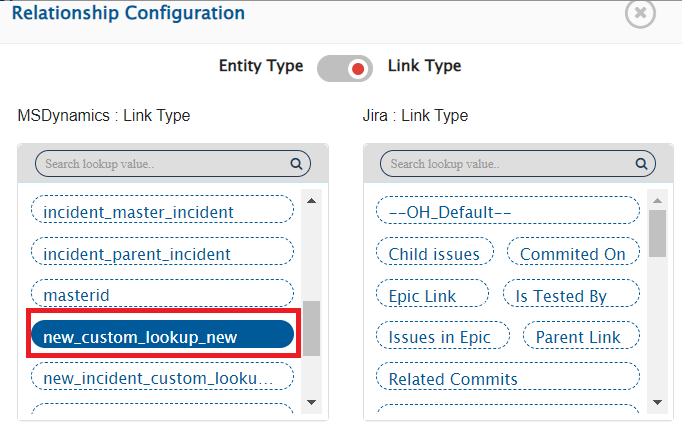 Relationship Configuration
Entity Type Link Type
MSDynamics : Link Type
Search lookup value..
incident_master_incident
incident_parent_incident
masterid
new_custom_lookup_new
new_incident_custom_looku...
Jira : Link Type
Search lookup value..
--OH_Default--
Child issues Commited On
Epic Link Is Tested By
Issues in Epic Parent Link
Related Commits